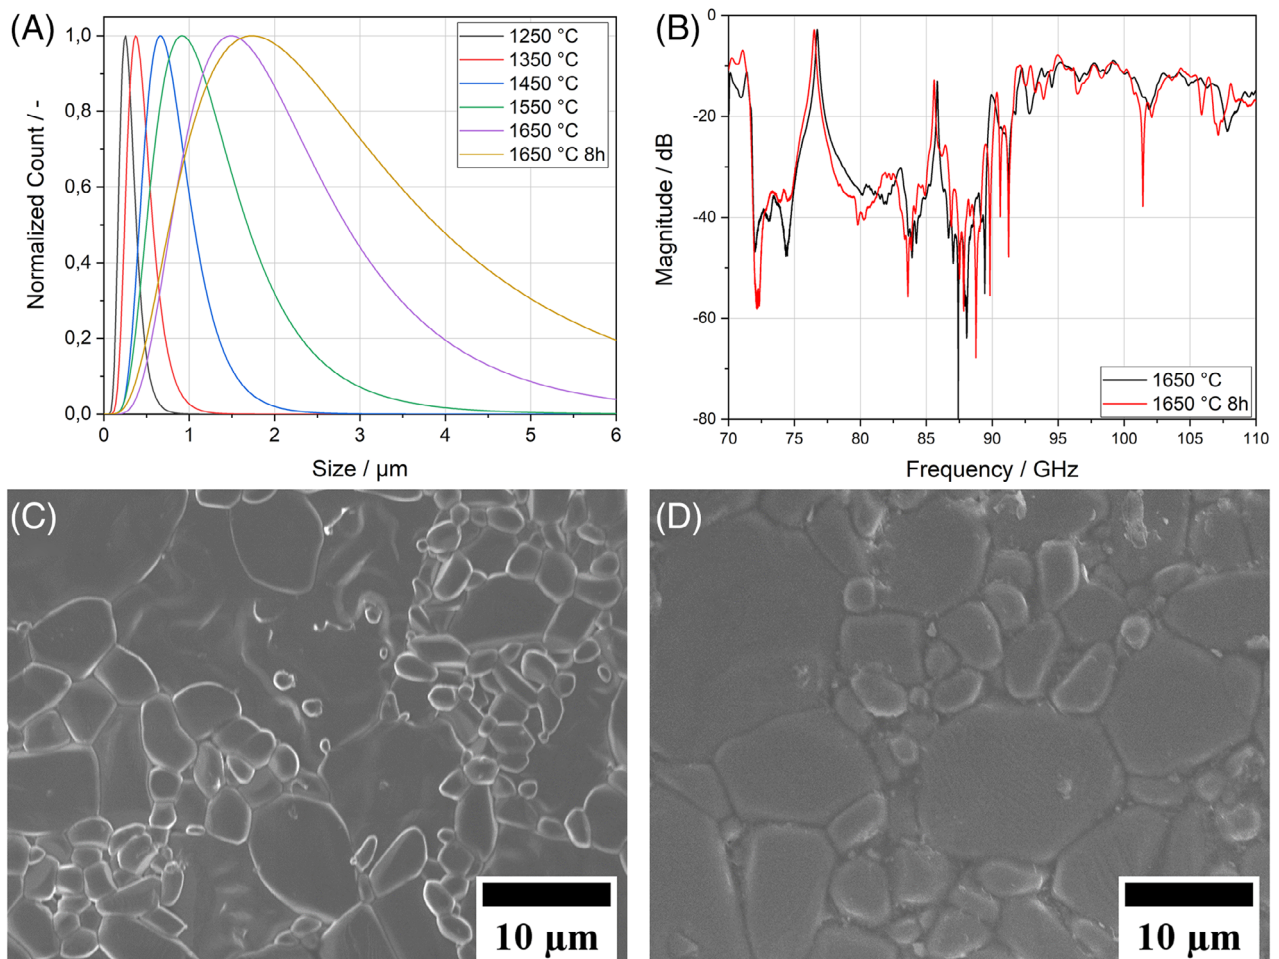 (A)
Normalized Count / -
1,0
0,8
0,6
0,4
0,2
0,0
0 1 2 3 4 5 6
Size / µm
1250 °C
1350 °C
1450 °C
1550 °C
1650 °C
1650 °C 8h
(B)
Magnitude / dB
0
-20
-40
-60
-80
70 75 80 85 90 95 100 105 110
Frequency / GHz
1650 °C
1650 °C 8h
(C)
10 µm
(D)
10 µm